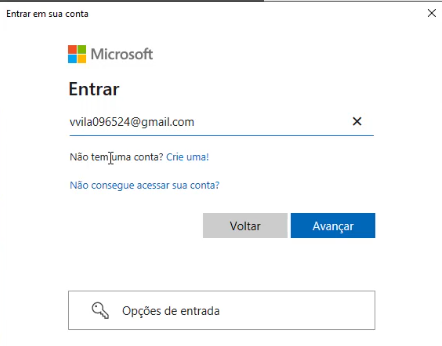 Entrar em sua conta
Microsoft
Entrar
vvila096524@gmail.com
Não tem uma conta? Crie uma!
Não consegue acessar sua conta?
Voltar
Avançar
Opções de entrada